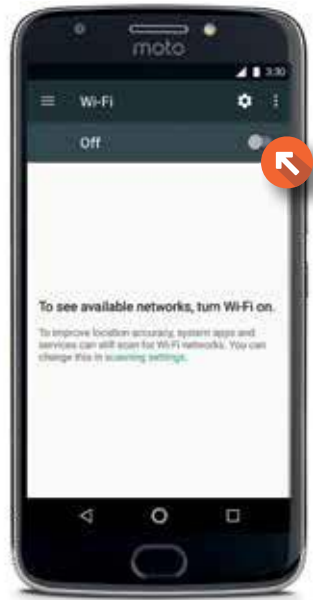 moto
3:30
Wi-Fi
Off
To see available networks, turn Wi-Fi on.
To improve location accuracy, system apps and
services can still scan for Wi-Fi networks. You can
change this in scanning settings.